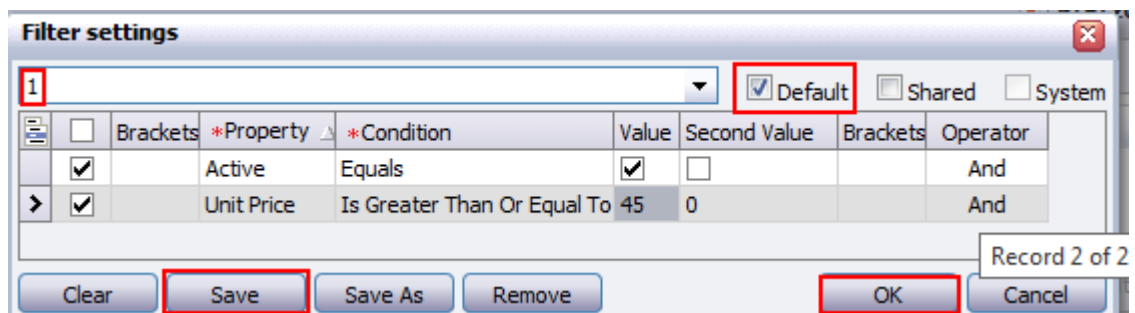 Filter settings
1 Default Shared System
Brackets *Property *Condition Value Second Value Brackets Operator
Active Equals And
Unit Price Is Greater Than Or Equal To 45 0 And
Record 2 of 2
Clear Save Save As Remove OK Cancel